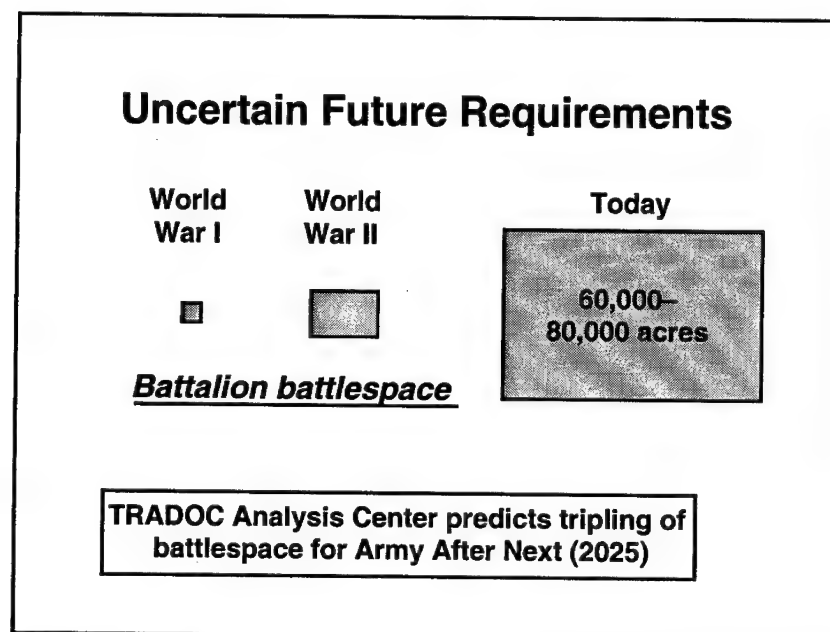 Uncertain Future Requirements
World
War I
World
War II
Today
60,000–
80,000 acres
Battalion battlespace
TRADOC Analysis Center predicts tripling of
battlespace for Army After Next (2025)